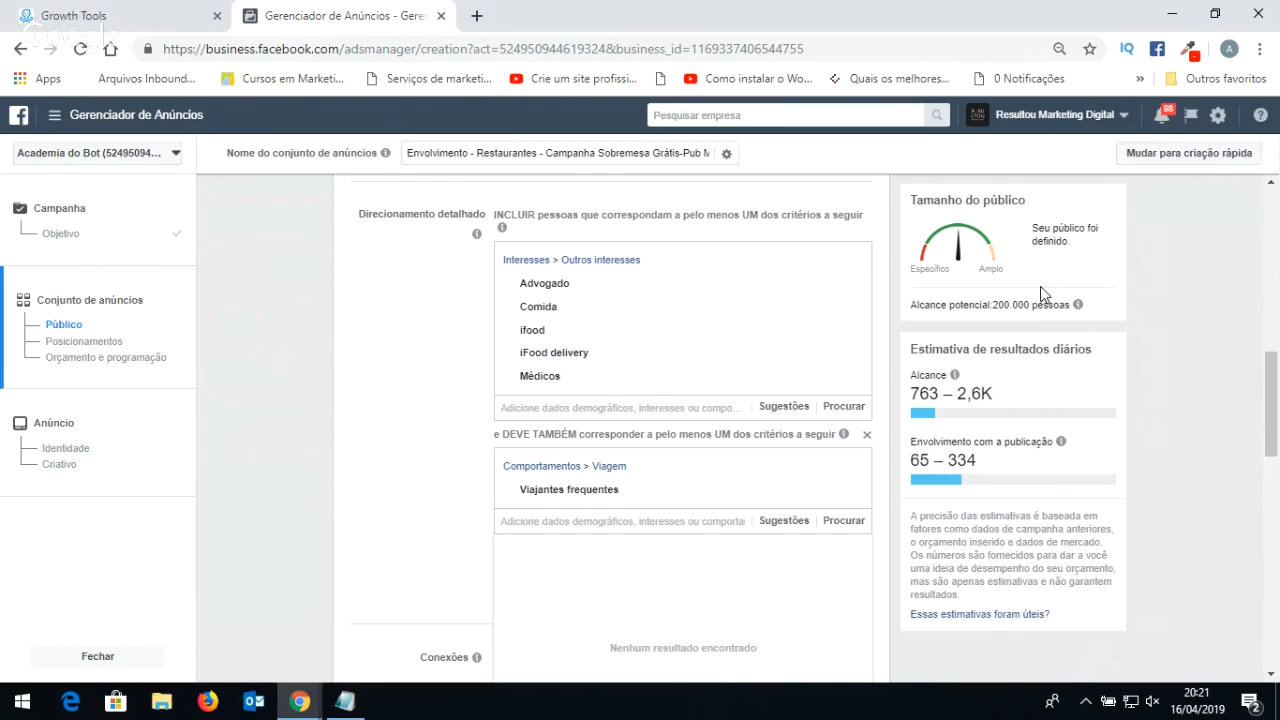 Growth Tools
Gerenciador de Anúncios - Gere
https://business.facebook.com/adsmanager/creation?act=524950944619324&business_id=1169337406544755
Apps
Arquivos Inbound...
Cursos em Marketi...
Serviços de marketi...
Crie um site profissi...
Como instalar o Wo...
Quais os melhores...
0 Notificações
»
Outros favoritos
Gerenciador de Anúncios
Pesquisar empresa
Resultou Marketing Digital
98
Academia do Bot (52495094...
Nome do conjunto de anúncios
Envolvimento - Restaurantes - Campanha Sobremesa Grátis-Pub M
Mudar para criação rápida
Campanha
Objetivo
Conjunto de anúncios
Público
Posicionamentos
Orçamento e programação
Anúncio
Identidade
Criativo
Fechar
Direcionamento detalhado
INCLUIR pessoas que correspondam a pelo menos UM dos critérios a seguir
Interesses > Outros interesses
Advogado
Comida
ifood
iFood delivery
Médicos
Adicione dados demográficos, interesses ou compo...
Sugestões
Procurar
e DEVE TAMBÉM corresponder a pelo menos UM dos critérios a seguir
Comportamentos > Viagem
Viajantes frequentes
Adicione dados demográficos, interesses ou comporta
Sugestões
Procurar
Nenhum resultado encontrado
Conexões
Tamanho do público
Seu público foi
definido.
Específico
Amplo
Alcance potencial:200.000 pessoas
Estimativa de resultados diários
Alcance
763 – 2,6K
Envolvimento com a publicação
65 – 334
A precisão das estimativas é baseada em
fatores como dados de campanha anteriores,
o orçamento inserido e dados de mercado.
Os números são fornecidos para dar a você
uma ideia de desempenho do seu orçamento,
mas são apenas estimativas e não garantem
resultados.
Essas estimativas foram úteis?
20:21
16/04/2019
2